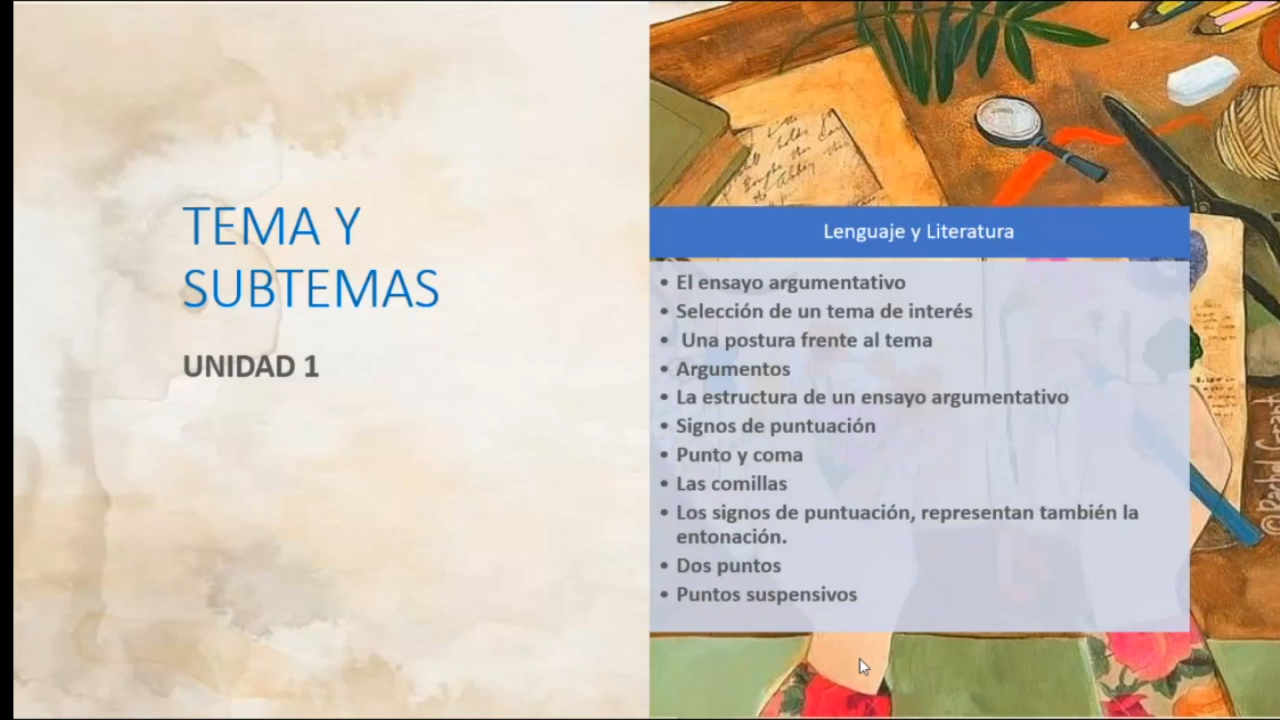 TEMA Y
SUBTEMAS
UNIDAD 1
Lenguaje y Literatura
• El ensayo argumentativo
• Selección de un tema de interés
• Una postura frente al tema
• Argumentos
• La estructura de un ensayo argumentativo
• Signos de puntuación
• Punto y coma
• Las comillas
• Los signos de puntuación, representan también la
entonación.
• Dos puntos
• Puntos suspensivos